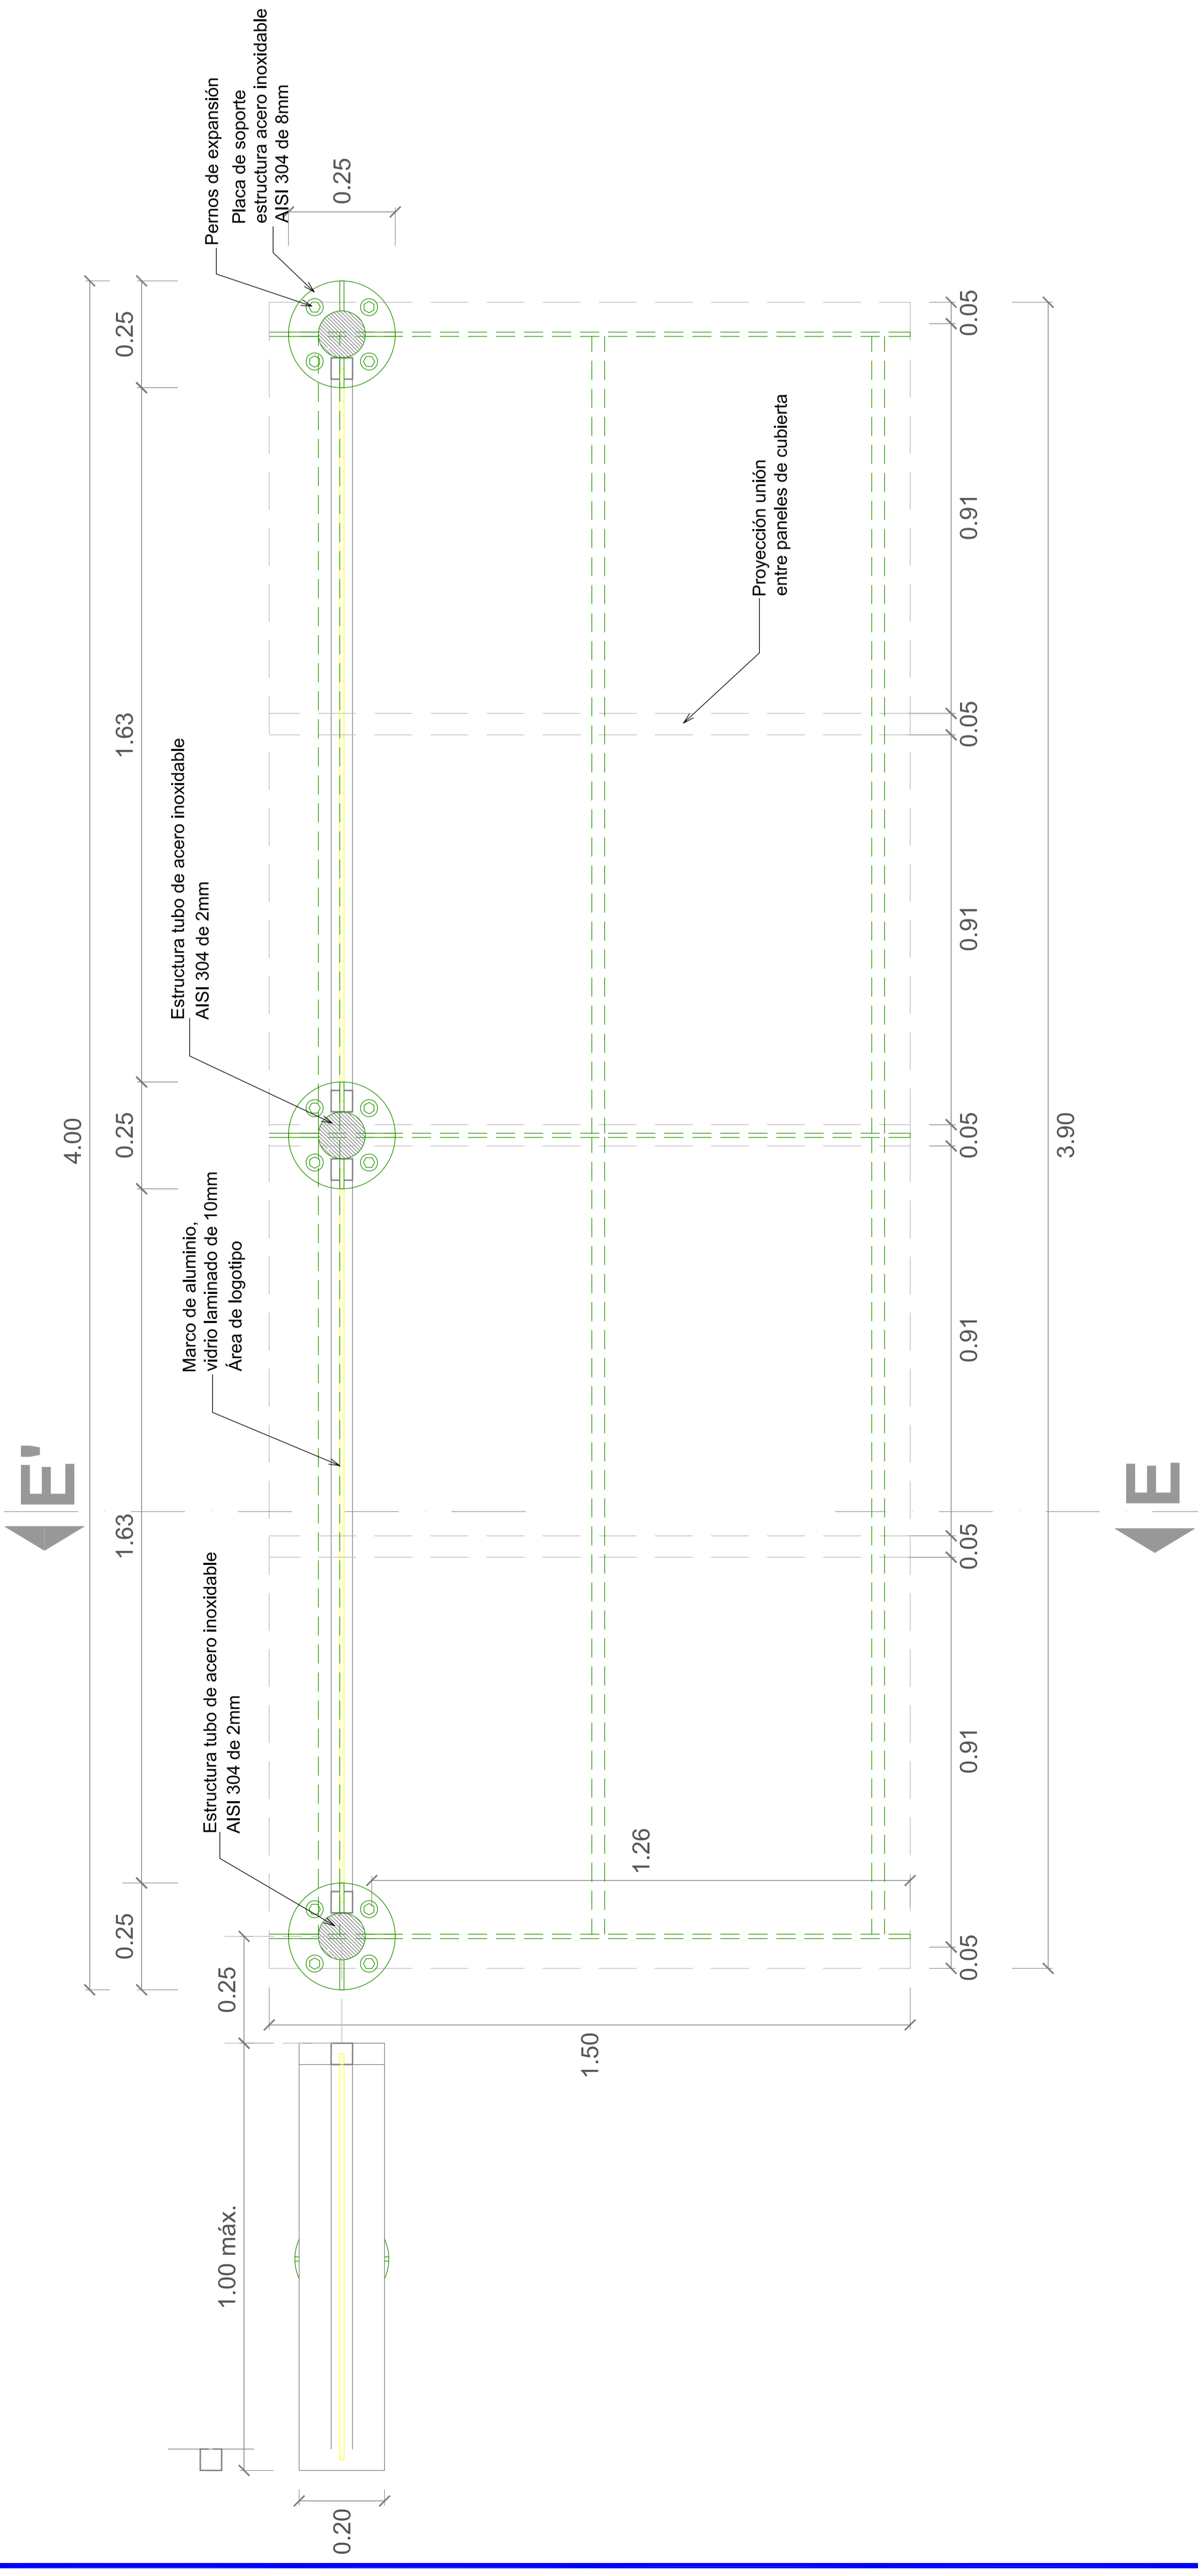 E'
E
4.00
0.25
1.63
0.25
1.63
0.25
Pernos de expansión
Placa de soporte
estructura acero inoxidable
AISI 304 de 8mm
0.25
Estructura tubo de acero inoxidable
AISI 304 de 2mm
Marco de aluminio,
vidrio laminado de 10mm
Área de logotipo
Estructura tubo de acero inoxidable
AISI 304 de 2mm
Proyección unión
entre paneles de cubierta
0.25
1.00 máx.
0.20
1.50
1.26
0.05
0.91
0.05
0.91
0.05
0.91
0.05
0.91
0.05
3.90